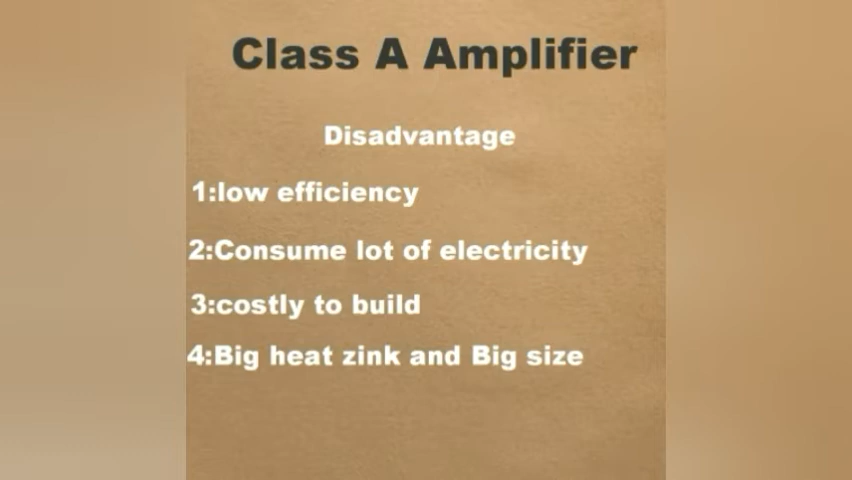 Class A Amplifier
Disadvantage
1:low efficiency
2:Consume lot of electricity
3:costly to build
4:Big heat zink and Big size